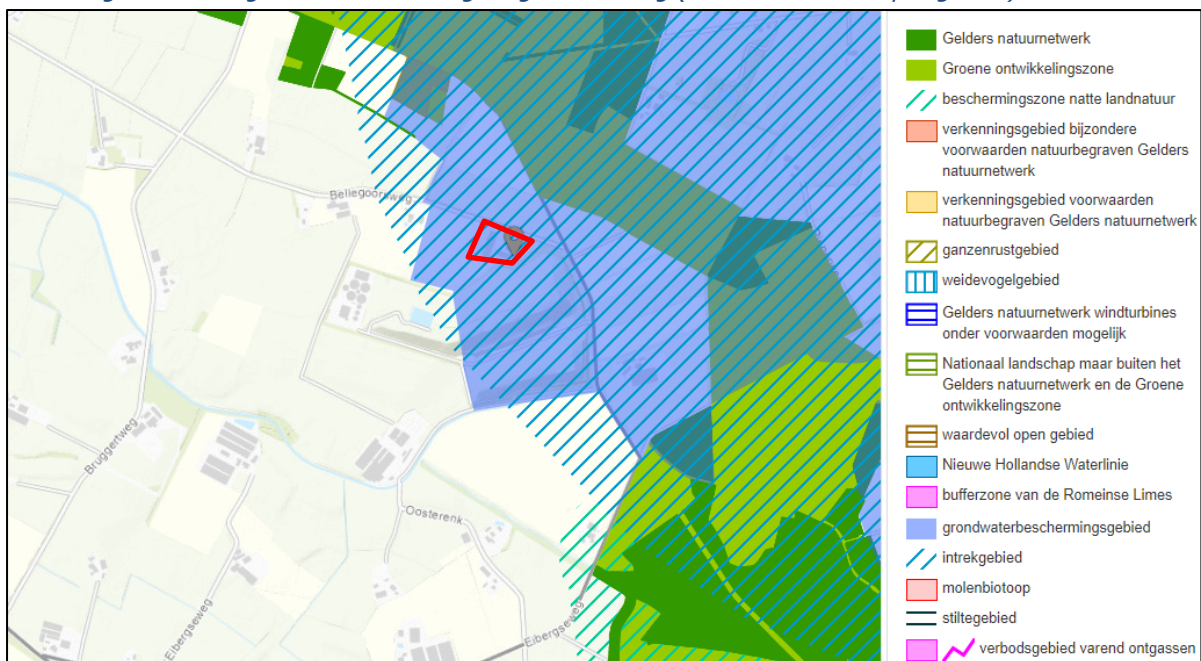 Bellegoorsweg
Bruggertweg
Oosterenk
Eibergseweg
Eibergseweg
Gelders natuurnetwerk
Groene ontwikkelingszone
beschermingszone natte landnatuur
verkenningsgebied bijzondere
voorwaarden natuurbegraven Gelders
natuurnetwerk
verkenningsgebied voorwaarden
natuurbegraven Gelders natuurnetwerk
ganzenrustgebied
weidevogelgebied
Gelders natuurnetwerk windturbines
onder voorwaarden mogelijk
Nationaal landschap maar buiten het
Gelders natuurnetwerk en de Groene
ontwikkelingszone
waardevol open gebied
Nieuwe Hollandse Waterlinie
bufferzone van de Romeinse Limes
grondwaterbeschermingsgebied
intrekgebied
molenbiotoop
stiltegebied
verbodsgebied varend ontgassen